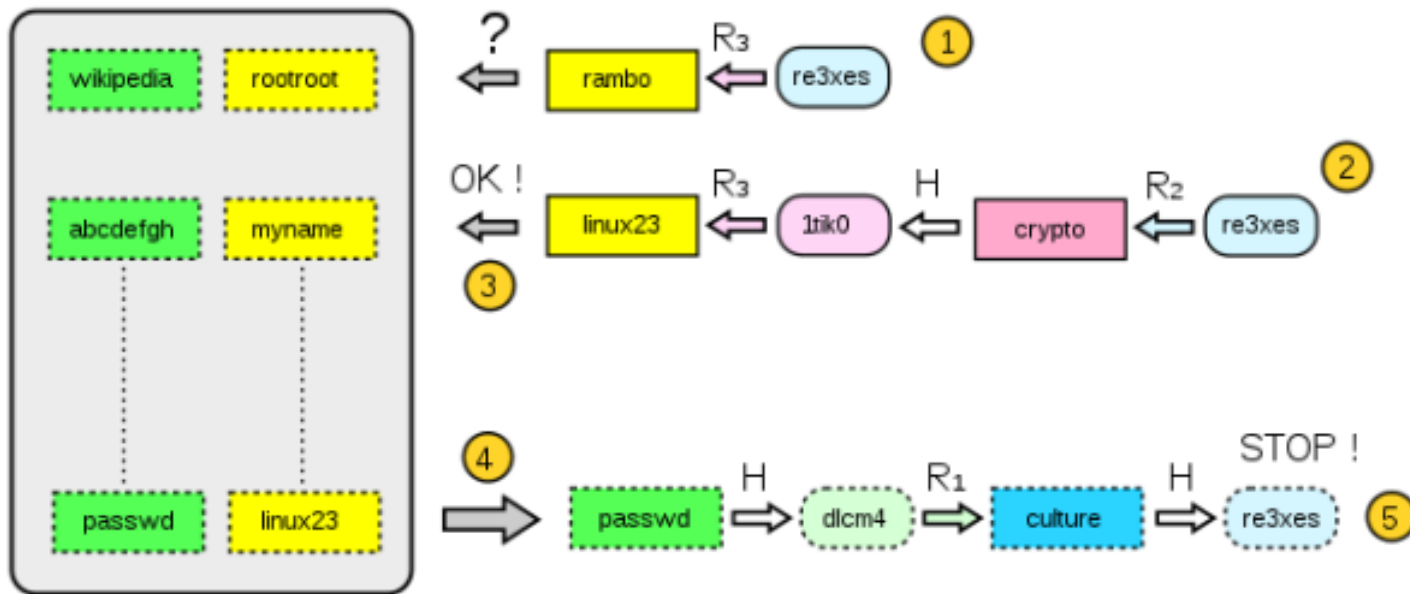 wikipedia rootroot ? rambo R₃ re3xes 1
abcdefgh myname OK ! linux23 R₃ 1tik0 H crypto R₂ re3xes 2
3
4 STOP !
passwd linux23 passwd H dlcm4 R₁ culture H re3xes 5